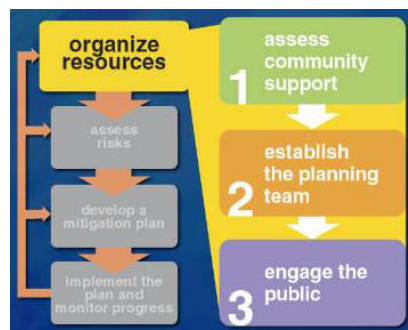 organize
resources
assess
risks
develop a
mitigation plan
implement the
plan and
monitor progress
1
assess
community
support
2
establish
the planning
team
3
engage the
public